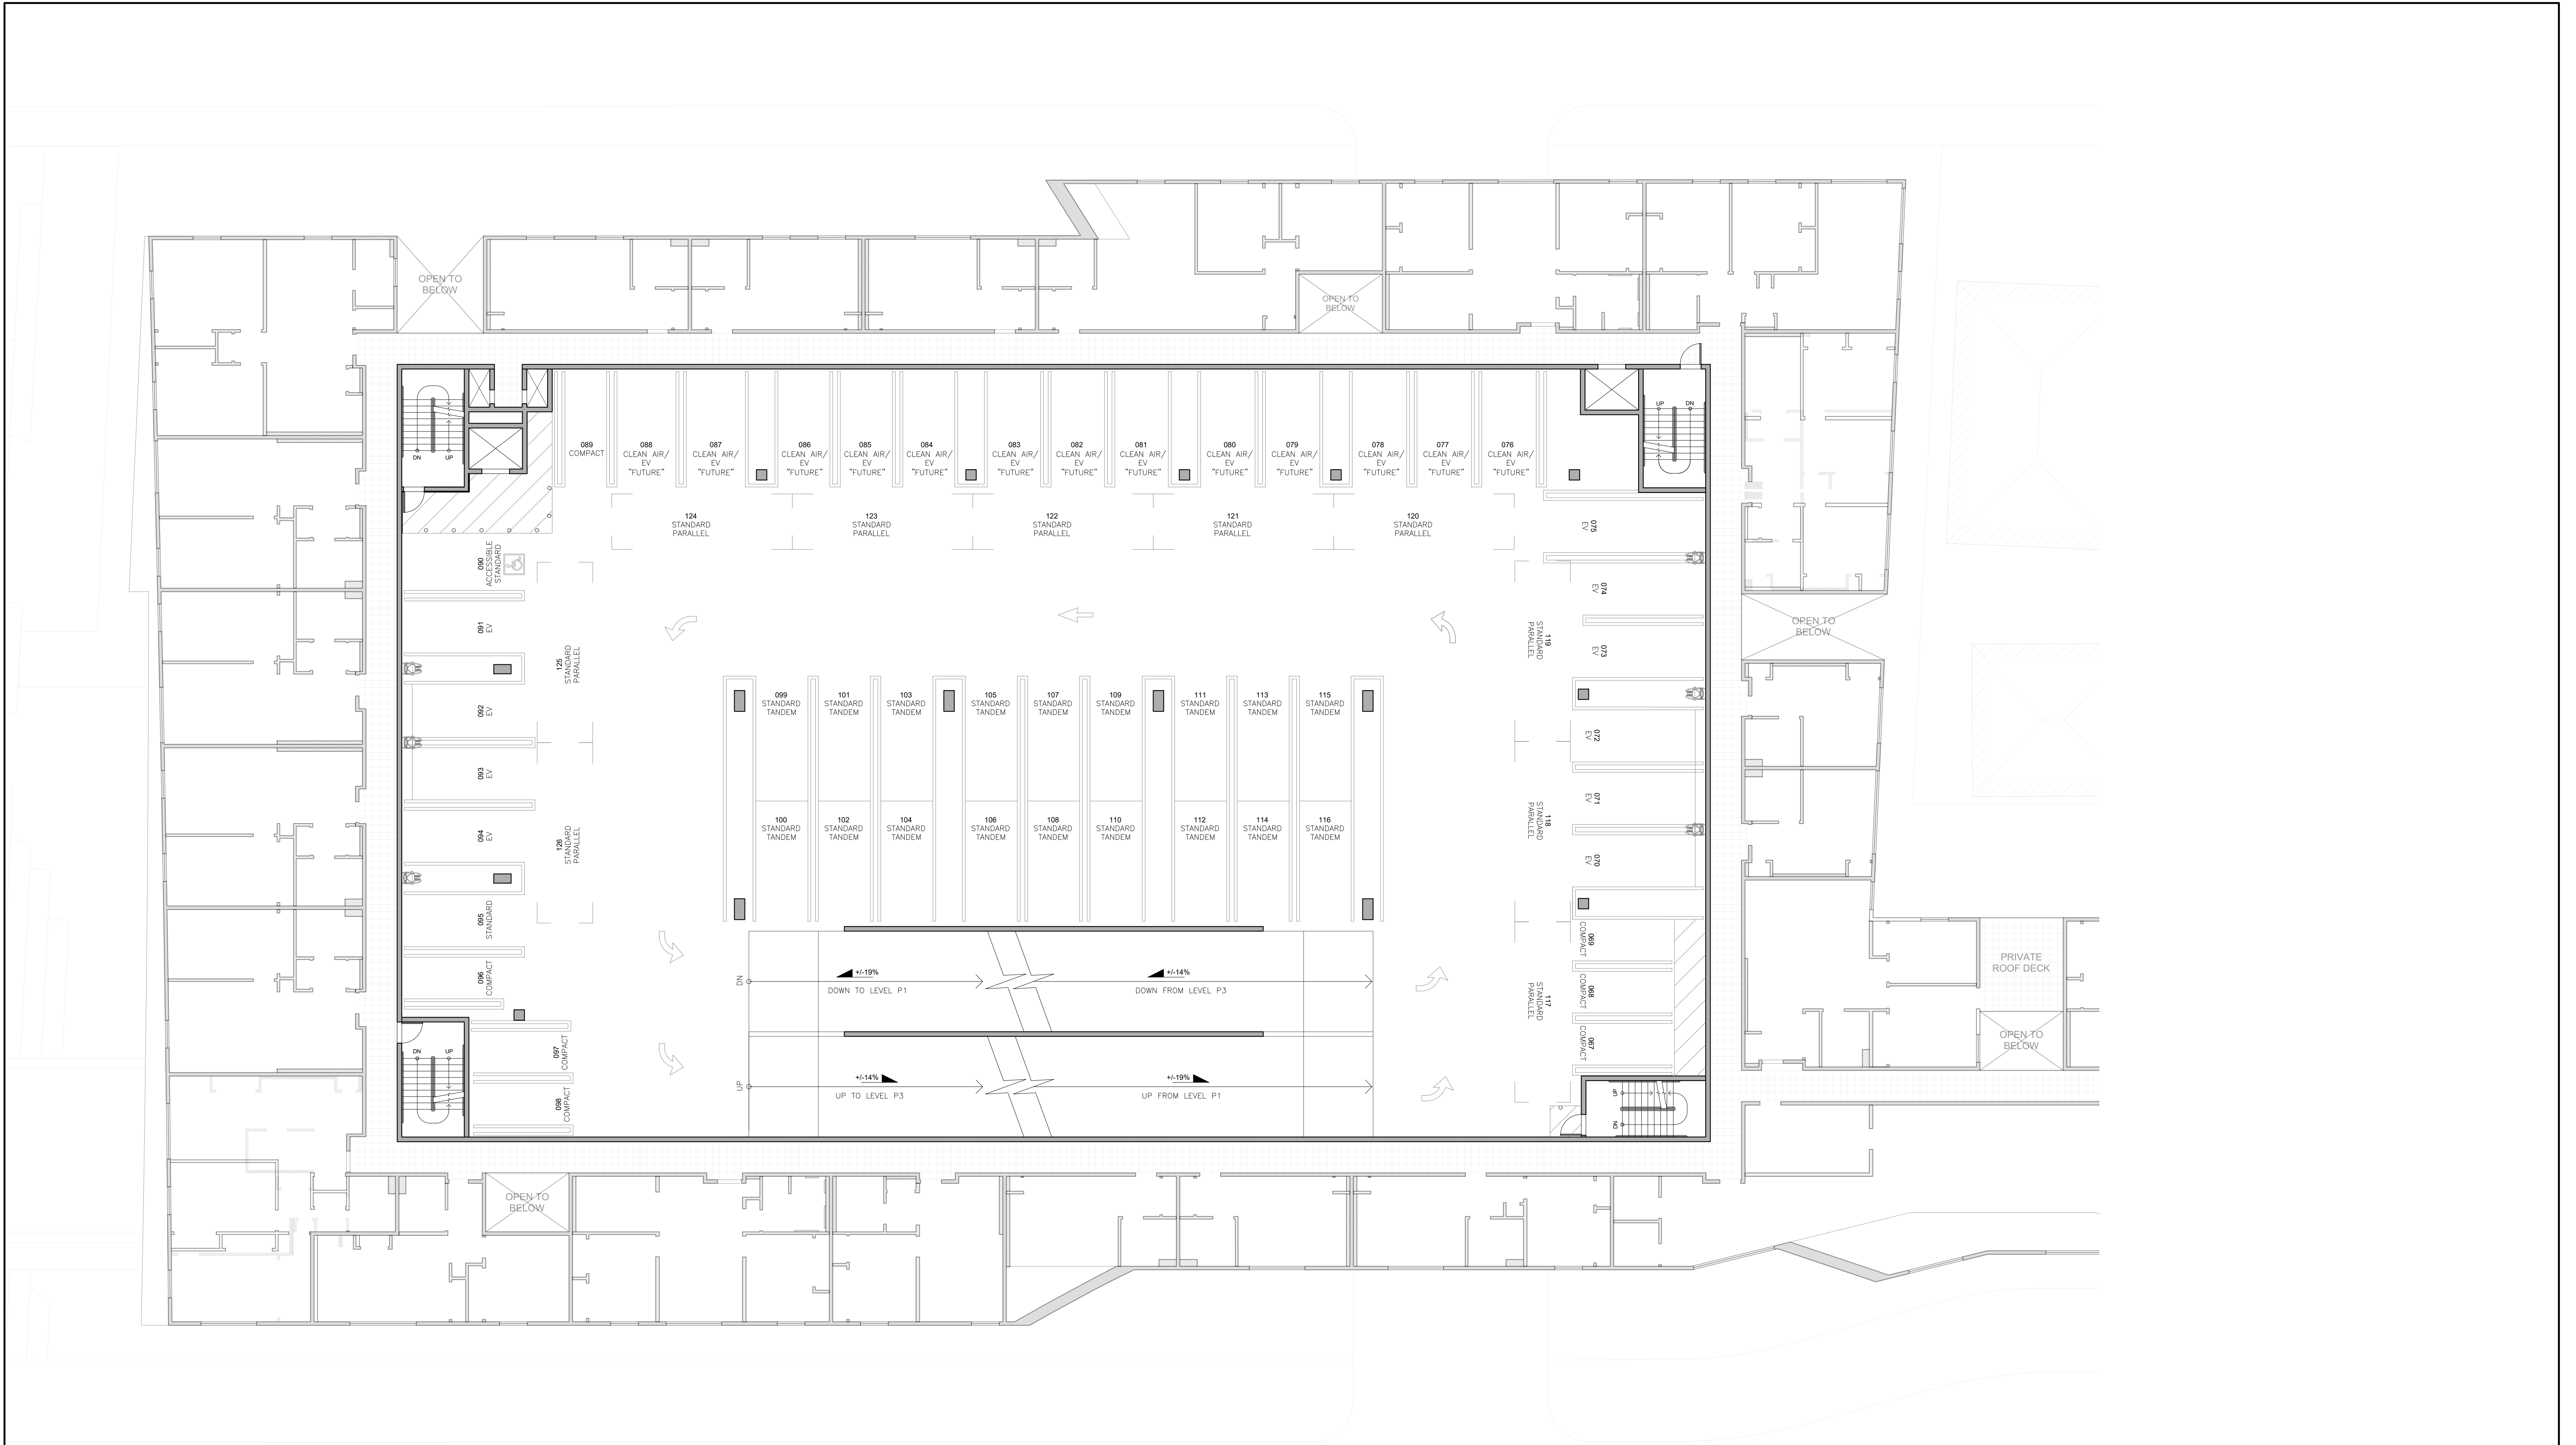 OPEN TO
BELOW
OPEN TO
BELOW
DN
UP
UP
DN
089
COMPACT
088
CLEAN AIR/
EV
"FUTURE"
087
CLEAN AIR/
EV
"FUTURE"
086
CLEAN AIR/
EV
"FUTURE"
085
CLEAN AIR/
EV
"FUTURE"
084
CLEAN AIR/
EV
"FUTURE"
083
CLEAN AIR/
EV
"FUTURE"
082
CLEAN AIR/
EV
"FUTURE"
081
CLEAN AIR/
EV
"FUTURE"
080
CLEAN AIR/
EV
"FUTURE"
079
CLEAN AIR/
EV
"FUTURE"
078
CLEAN AIR/
EV
"FUTURE"
077
CLEAN AIR/
EV
"FUTURE"
076
CLEAN AIR/
EV
"FUTURE"
124
STANDARD
PARALLEL
123
STANDARD
PARALLEL
122
STANDARD
PARALLEL
121
STANDARD
PARALLEL
120
STANDARD
PARALLEL
075
EV
090
ACCESSIBLE
STANDARD
074
EV
091
EV
119
STANDARD
PARALLEL
073
EV
OPEN TO
BELOW
125
STANDARD
PARALLEL
092
EV
072
EV
099
STANDARD
TANDEM
101
STANDARD
TANDEM
103
STANDARD
TANDEM
105
STANDARD
TANDEM
107
STANDARD
TANDEM
109
STANDARD
TANDEM
111
STANDARD
TANDEM
113
STANDARD
TANDEM
115
STANDARD
TANDEM
093
EV
071
EV
118
STANDARD
PARALLEL
100
STANDARD
TANDEM
102
STANDARD
TANDEM
104
STANDARD
TANDEM
106
STANDARD
TANDEM
108
STANDARD
TANDEM
110
STANDARD
TANDEM
112
STANDARD
TANDEM
114
STANDARD
TANDEM
116
STANDARD
TANDEM
094
EV
126
STANDARD
PARALLEL
070
EV
095
STANDARD
069
COMPACT
096
COMPACT
068
COMPACT
117
STANDARD
PARALLEL
067
COMPACT
PRIVATE
ROOF DECK
OPEN TO
BELOW
DN
+/-19%
DOWN TO LEVEL P1
+/-14%
DOWN FROM LEVEL P3
DN
UP
097
COMPACT
098
COMPACT
UP
+/-14%
UP TO LEVEL P3
+/-19%
UP FROM LEVEL P1
UP
DN
OPEN TO
BELOW